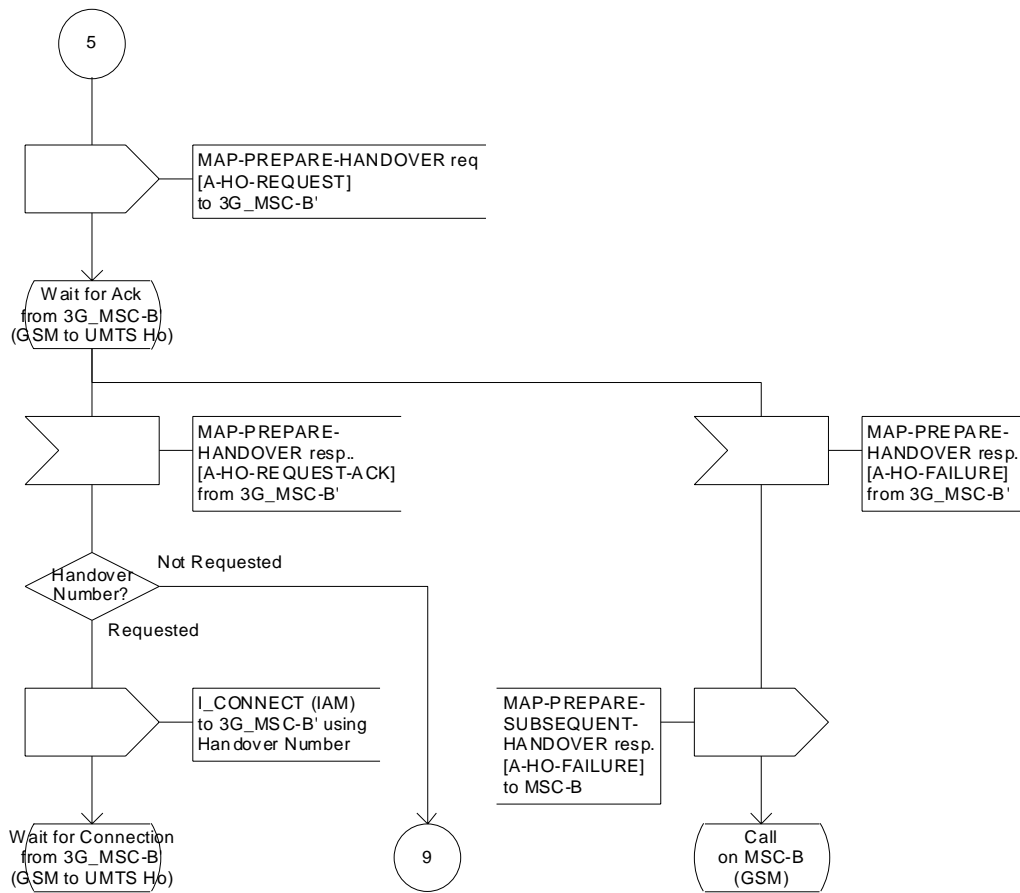 5
MAP-PREPARE-HANDOVER req
[A-HO-REQUEST]
to 3G_MSC-B'
Wait for Ack
from 3G_MSC-B'
(GSM to UMTS Ho)
MAP-PREPARE-
HANDOVER resp..
[A-HO-REQUEST-ACK]
from 3G_MSC-B'
MAP-PREPARE-
HANDOVER resp.
[A-HO-FAILURE]
from 3G_MSC-B'
Handover
Number?
Not Requested
Requested
I_CONNECT (IAM)
to 3G_MSC-B' using
Handover Number
MAP-PREPARE-
SUBSEQUENT-
HANDOVER resp.
[A-HO-FAILURE]
to MSC-B
Wait for Connection
from 3G_MSC-B'
(GSM to UMTS Ho)
9
Call
on MSC-B
(GSM)